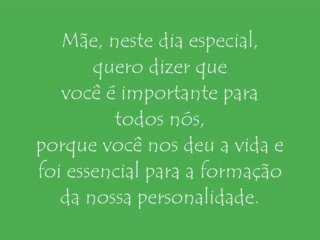 Mãe, neste dia especial,
quero dizer que
você é importante para
todos nós,
porque você nos deu a vida e
foi essencial para a formação
da nossa personalidade.